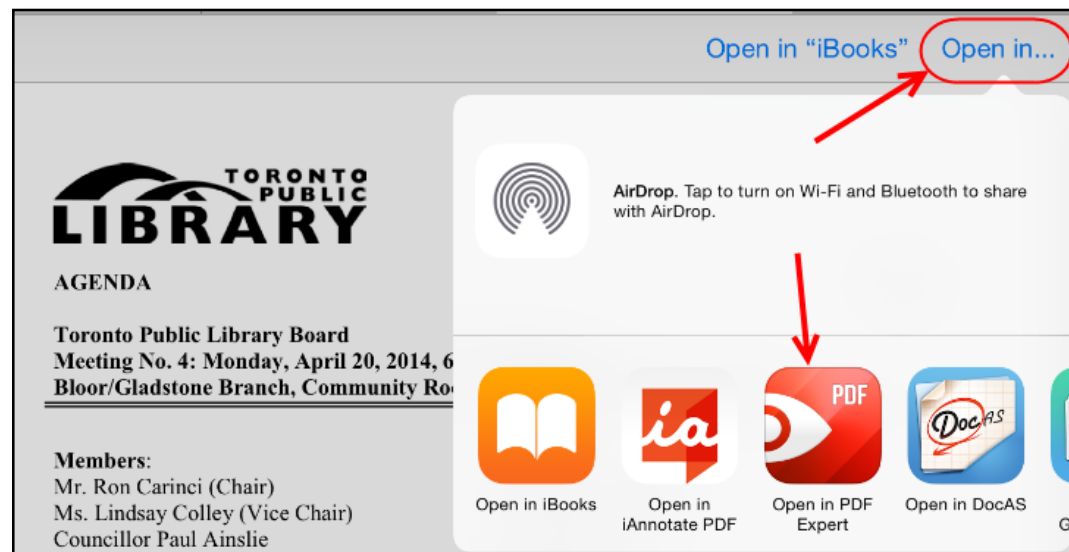 Open in “iBooks” Open in...
TORONTO
PUBLIC
LIBRARY
AirDrop. Tap to turn on Wi-Fi and Bluetooth to share
with AirDrop.
AGENDA
Toronto Public Library Board
Meeting No. 4: Monday, April 20, 2014, 6
Bloor/Gladstone Branch, Community
Members:
Mr. Ron Carinci (Chair)
Ms. Lindsay Colley (Vice Chair)
Councillor Paul Ainslie
ia
PDF
DocAS
Open in iBooks
Open in
iAnnotate PDF
Open in PDF
Expert
Open in DocAS